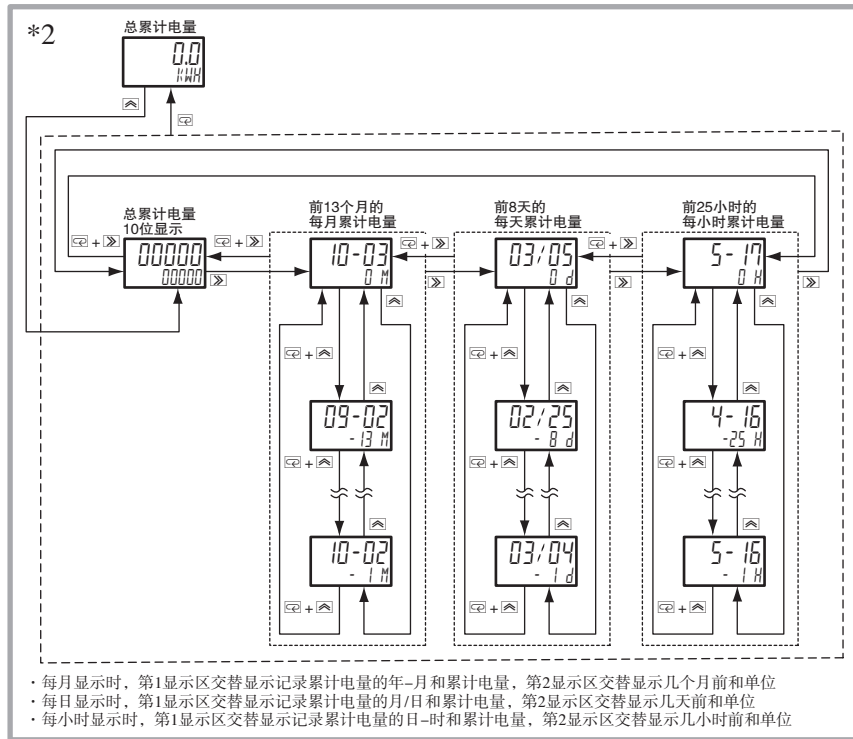 *2
总累计电量
0.0
kWH
总累计电量
10位显示
前13个月的
每月累计电量
前8天的
每天累计电量
前25小时的
每小时累计电量
+
+
+
+
00000
00000
10-03
0 M
03/05
0 d
5-17
0 H
+
+
+
09-02
-13 M
02/25
- 8 d
4-16
-25 H
+
+
+
10-02
- 1 M
03/04
- 1 d
5-16
- 1 H
+
+
+
·每月显示时，第1显示区交替显示记录累计电量的年-月和累计电量，第2显示区交替显示几个月前和单位
·每日显示时，第1显示区交替显示记录累计电量的月/日和累计电量，第2显示区交替显示几天前和单位
·每小时显示时，第1显示区交替显示记录累计电量的日-时和累计电量，第2显示区交替显示几小时前和单位